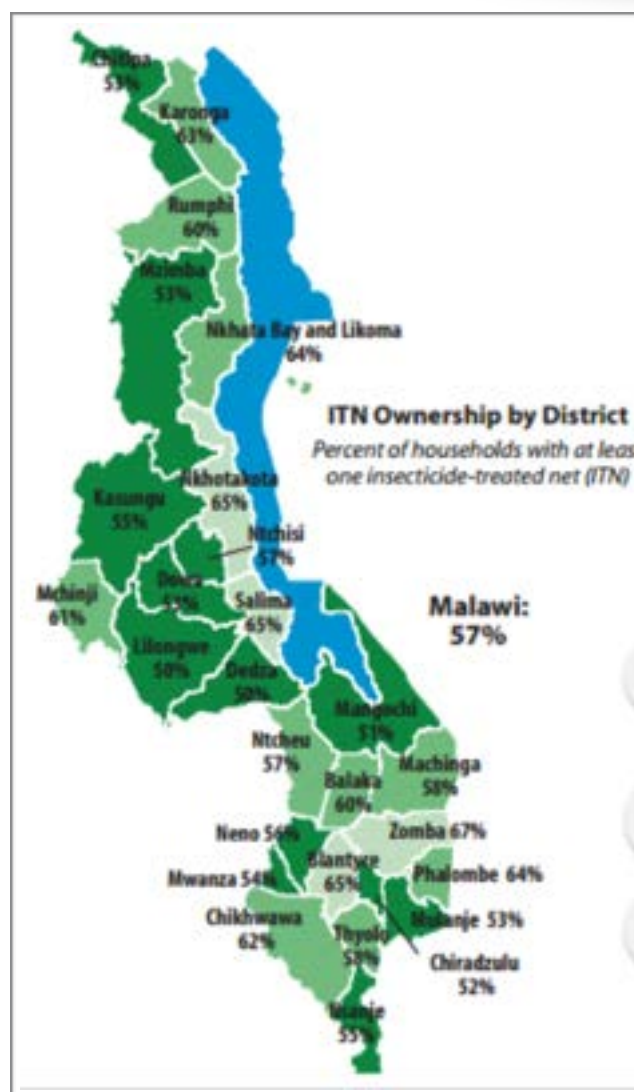 Chitipa
53%
Karonga
63%
Rumphi
60%
Mzimba
53%
Nkhata Bay and Likoma
64%
ITN Ownership by District
Percent of households with at leas
one insecticide-treated net (ITN)
Nkhotakota
65%
Kasungu
55%
Ntchisi
57%
Dowa
53%
Mchinji
61%
Salima
65%
Malawi:
57%
Lilongwe
50%
Dedza
50%
Mangochi
51%
Ntcheu
57%
Machinga
58%
Balaka
60%
Neno 56%
Zomba 67%
Blantyre
65%
Mwanza 54%
Phalombe 64%
Chikhwawa
62%
Mulanje 53%
Thyolo
58%
Chiradzulu
52%
Nsanje
55%